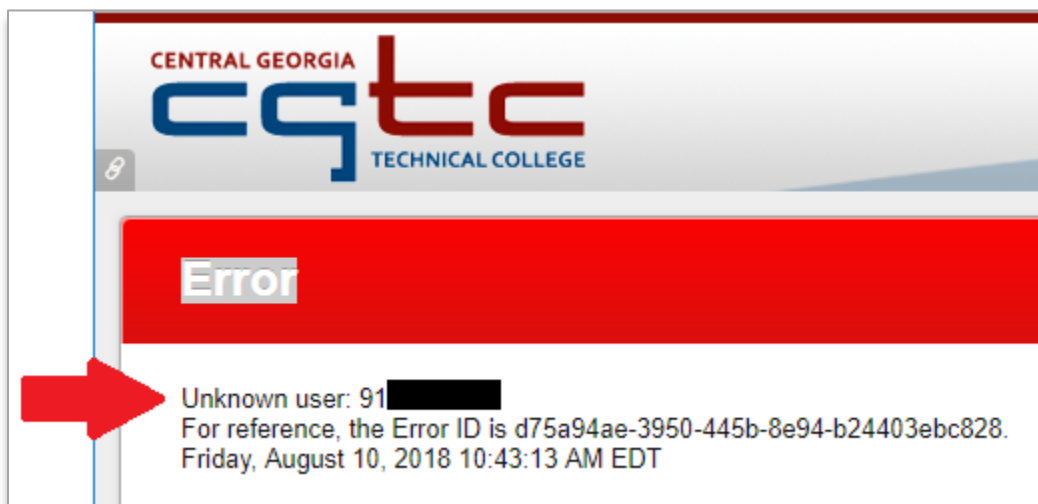 CENTRAL GEORGIA
cgtc
TECHNICAL COLLEGE
Error
Unknown user: 91
For reference, the Error ID is d75a94ae-3950-445b-8e94-b24403ebc828.
Friday, August 10, 2018 10:43:13 AM EDT